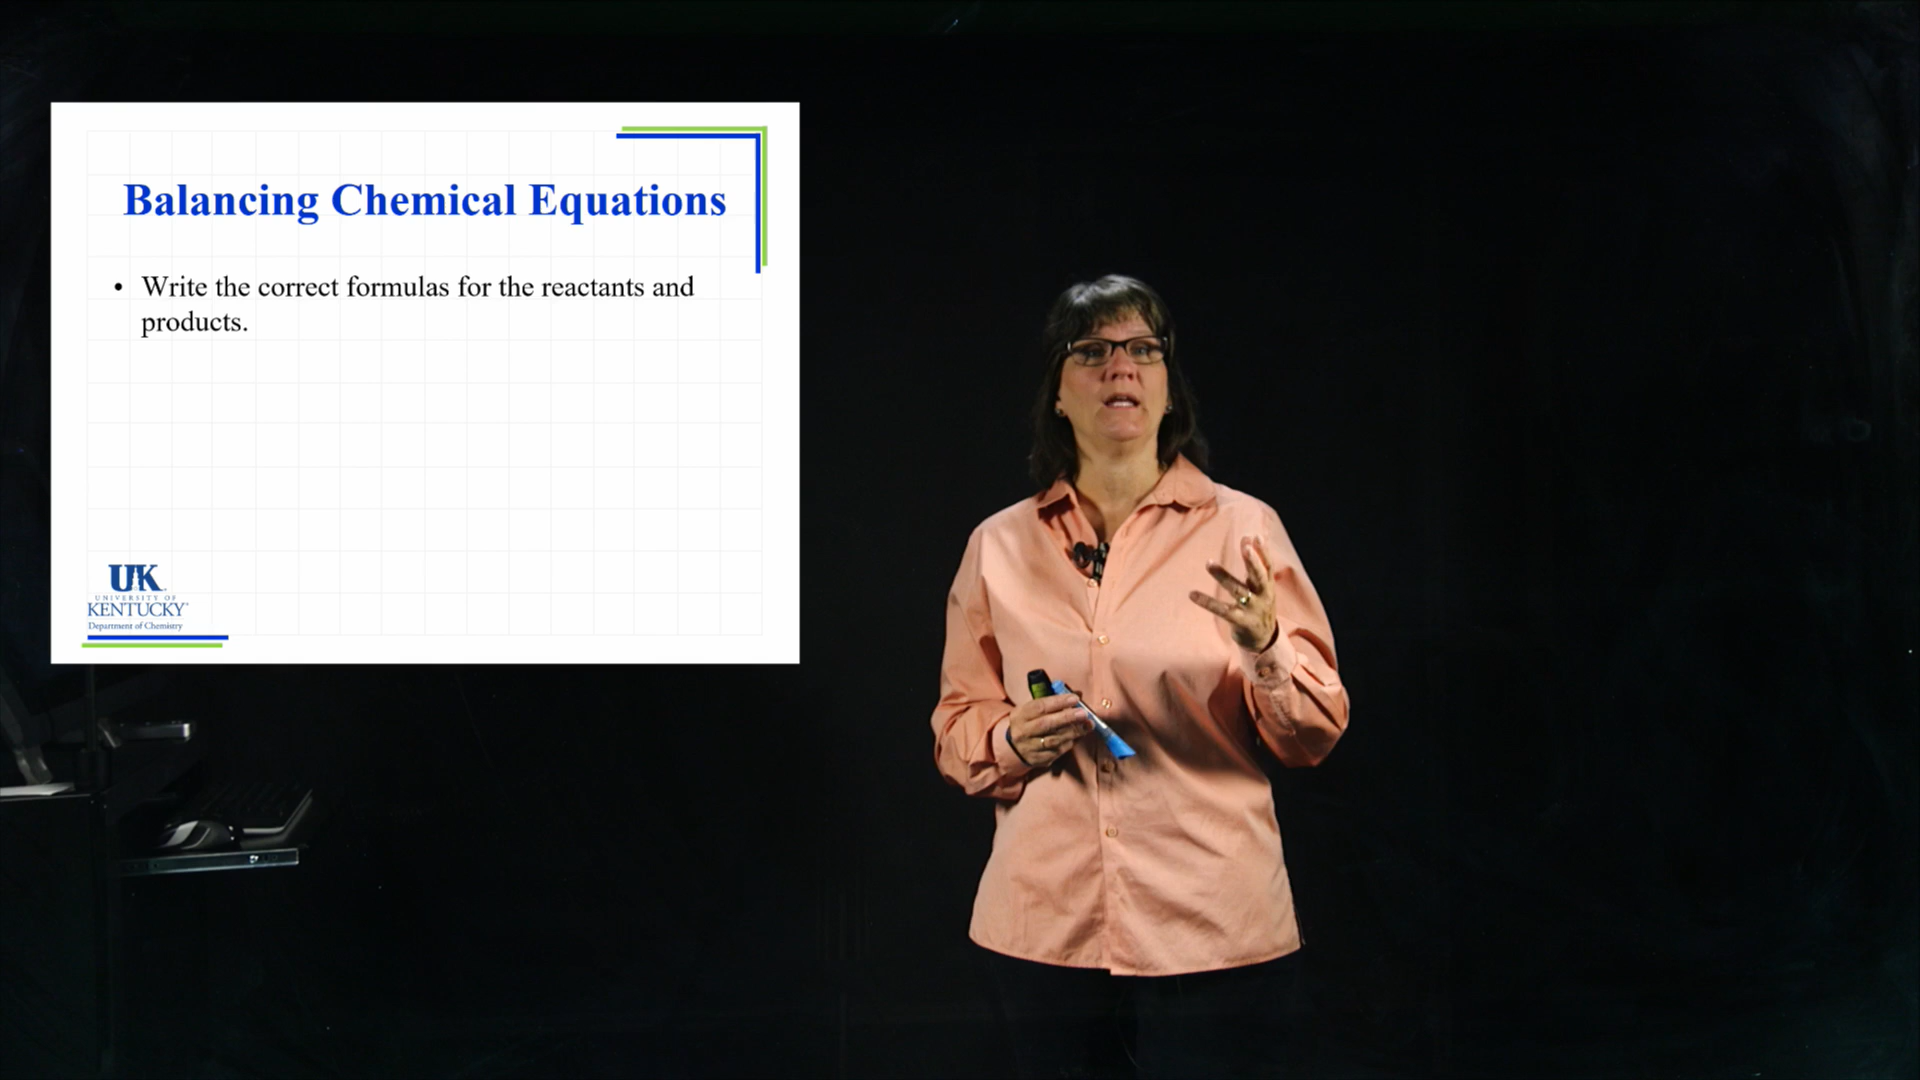 Balancing Chemical Equations
• Write the correct formulas for the reactants and
products.
UK
UNIVERSITY OF
KENTUCKY
Department of Chemistry